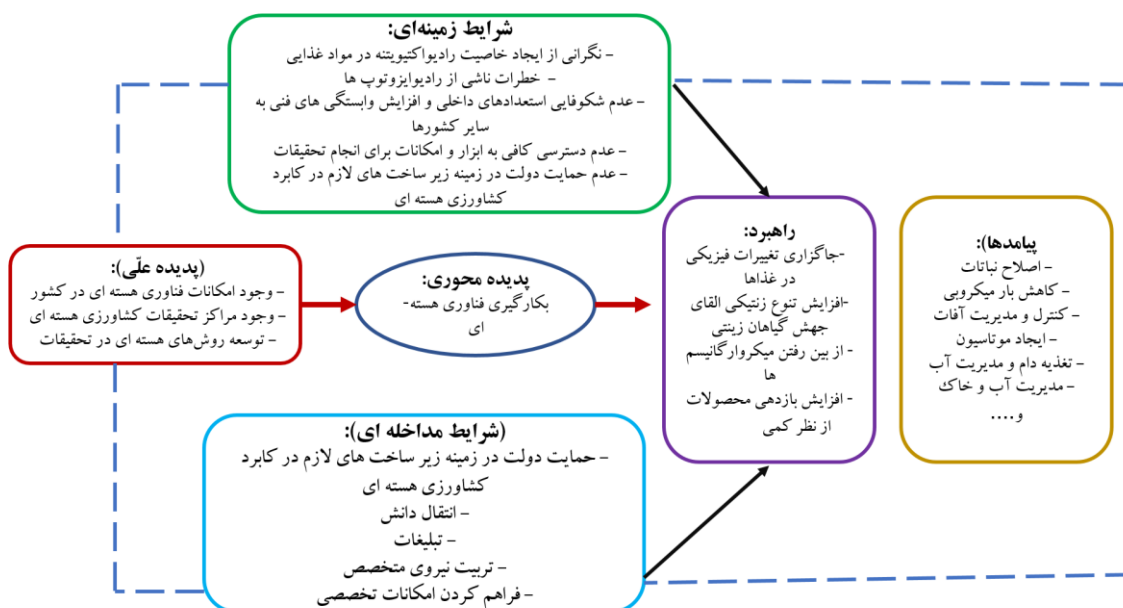 شرایط زمینه‌ای:
– نگرانی از ایجاد خاصیت رادیواکتیویتنه در مواد غذایی
– خطرات ناشی از رادیوایزوتوپ ها
– عدم شکوفایی استعدادهای داخلی و افزایش وابستگی های فنی به
سایر کشورها
– عدم دسترسی کافی به ابزار و امکانات برای انجام تحقیقات
– عدم حمایت دولت در زمینه زیر ساخت های لازم در کابرد
کشاورزی هسته ای
(پدیده علّی):
– وجود امکانات فناوری هسته ای در کشور
– وجود مراکز تحقیقات کشاورزی هسته ای
– توسعه روش‌های هسته ای در تحقیقات
پدیده محوری:
بکارگیری فناوری هسته-
ای
راهبرد:
-جاگزاری تغییرات فیزیکی
در غذاها
-افزایش تنوع زنتیکی القای
جهش گیاهان زینتی
- از بین رفتن میکروارگانیسم
ها
- افزایش بازدهی محصولات
از نظر کمی
پیامدها):
– اصلاح نباتات
– کاهش بار میکروبی
– کنترل و مدیریت آفات
– ایجاد موتاسیون
– تغذیه دام و مدیریت آب
– مدیریت آب و خاک
و....
(شرایط مداخله ای):
– حمایت دولت در زمینه زیر ساخت های لازم در کابرد
کشاورزی هسته ای
– انتقال دانش
– تبلیغات
– تربیت نیروی متخصص
– فراهم کردن امکانات تخصصی